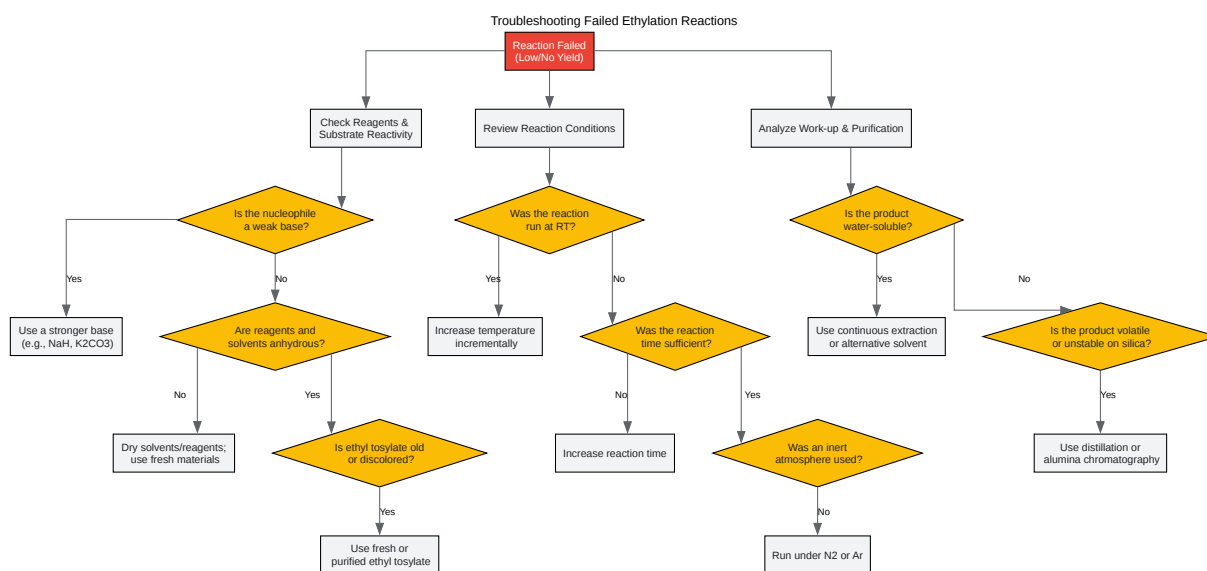 Troubleshooting Failed Ethylation Reactions
Reaction Failed
(Low/No Yield)
Check Reagents &
Substrate Reactivity
Review Reaction Conditions
Analyze Work-up & Purification
Is the nucleophile
a weak base?
Was the reaction
run at RT?
Is the product
water-soluble?
Yes
No
Yes
No
Yes
No
Use a stronger base
(e.g., NaH, K2CO3)
Are reagents and
solvents anhydrous?
Increase temperature
incrementally
Was the reaction
time sufficient?
Use continuous extraction
or alternative solvent
Is the product volatile
or unstable on silica?
No
Yes
No
Yes
Yes
Dry solvents/reagents;
use fresh materials
Is ethyl tosylate old
or discolored?
Increase reaction time
Was an inert
atmosphere used?
Use distillation or
alumina chromatography
Yes
No
Use fresh or
purified ethyl tosylate
Run under N2 or Ar